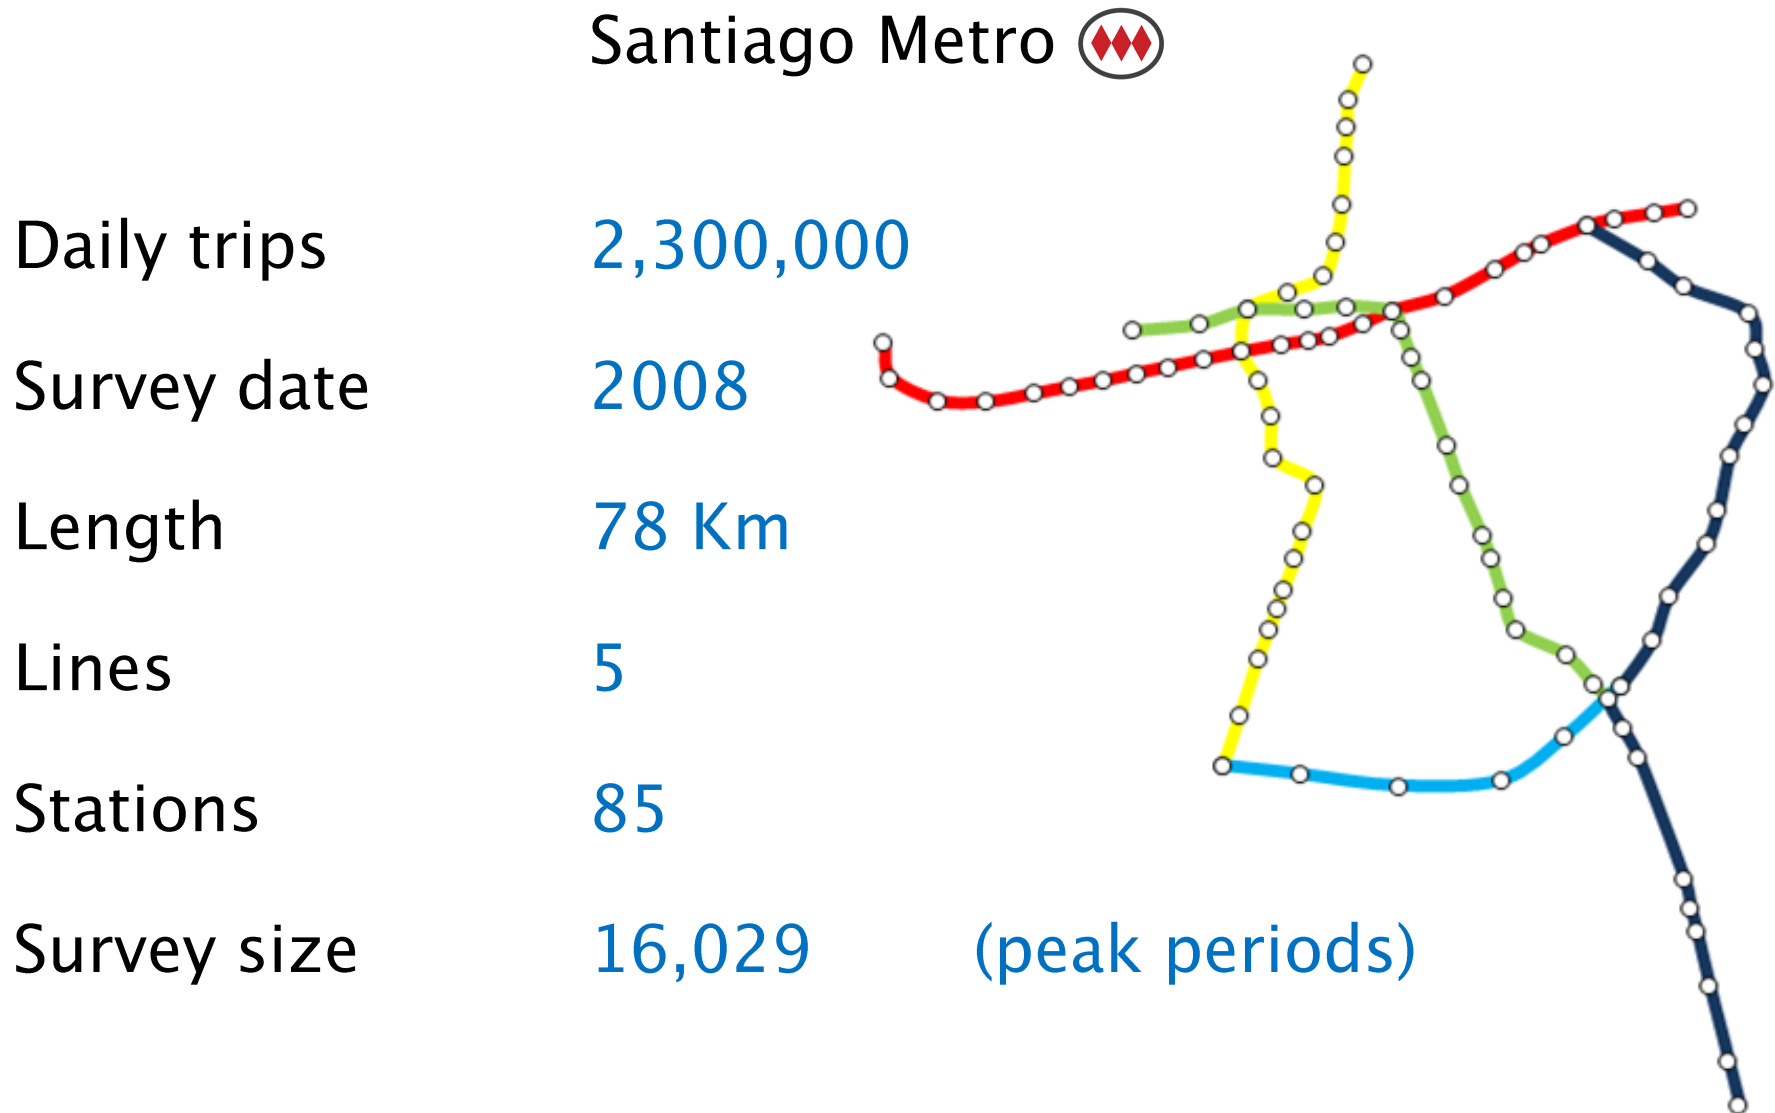 Santiago Metro
Daily trips 2,300,000
Survey date 2008
Length 78 Km
Lines 5
Stations 85
Survey size 16,029 (peak periods)